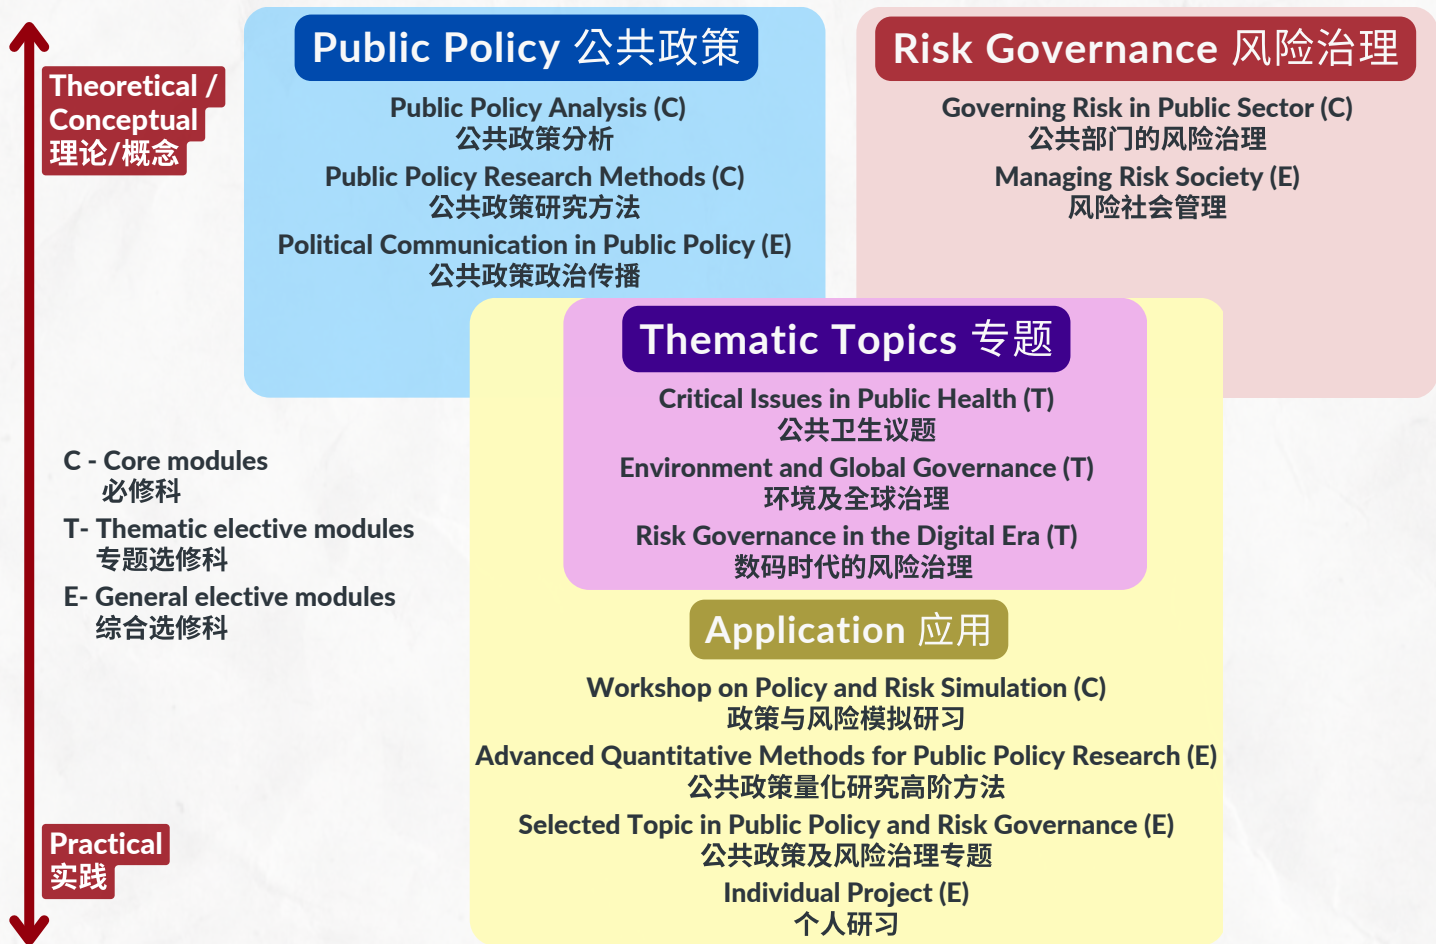 Public Policy 公共政策
Public Policy Analysis (C)
公共政策分析
Public Policy Research Methods (C)
公共政策研究方法
Political Communication in Public Policy (E)
公共政策政治传播
Risk Governance 风险治理
Governing Risk in Public Sector (C)
公共部门的风险治理
Managing Risk Society (E)
风险社会管理
Theoretical /
Conceptual
理论/概念
Thematic Topics 专题
Critical Issues in Public Health (T)
公共卫生议题
Environment and Global Governance (T)
环境及全球治理
Risk Governance in the Digital Era (T)
数码时代的风险治理
C - Core modules
必修科
T- Thematic elective modules
专题选修科
E- General elective modules
综合选修科
Application 应用
Workshop on Policy and Risk Simulation (C)
政策与风险模拟研习
Advanced Quantitative Methods for Public Policy Research (E)
公共政策量化研究高阶方法
Selected Topic in Public Policy and Risk Governance (E)
公共政策及风险治理专题
Individual Project (E)
个人研习
Practical
实践